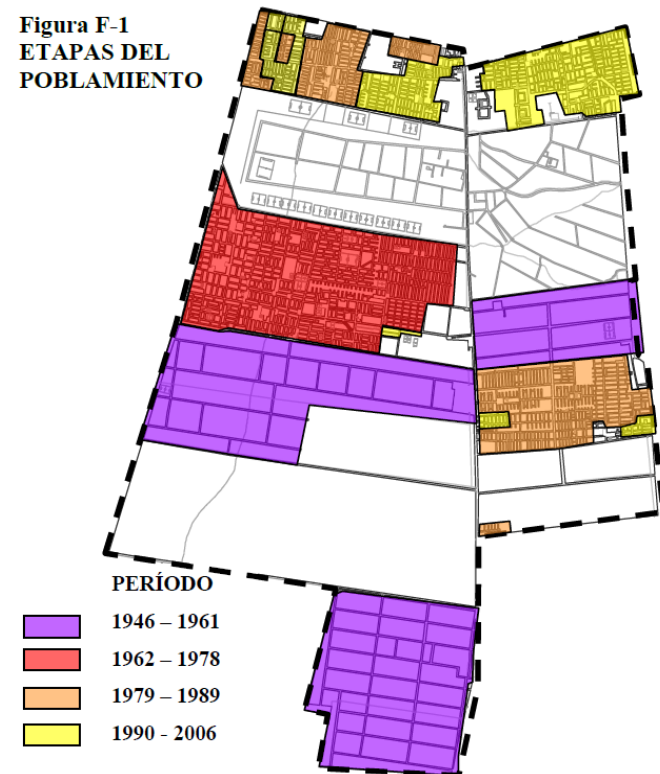 Figura F-1
ETAPAS DEL
POBLAMIENTO
PERÍODO
1946 – 1961
1962 – 1978
1979 – 1989
1990 - 2006